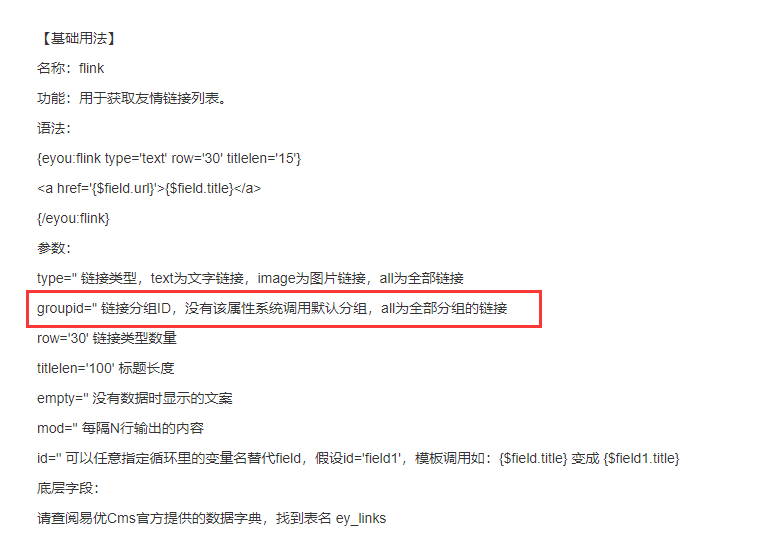 【基础用法】
名称：flink
功能：用于获取友情链接列表。
语法：
{eyou:flink type='text' row='30' titlelen='15'}
<a href='{$field.url}'>{$field.title}</a>
{/eyou:flink}
参数：
type='' 链接类型，text为文字链接，image为图片链接，all为全部链接
groupid='' 链接分组ID，没有该属性系统调用默认分组，all为全部分组的链接
row='30' 链接类型数量
titlelen='100' 标题长度
empty='' 没有数据时显示的文案
mod='' 每隔N行输出的内容
id='' 可以任意指定循环里的变量名替代field，假设id='field1'，模板调用如：{$field.title} 变成 {$field1.title}
底层字段：
请查阅易优Cms官方提供的数据字典，找到表名 ey_links